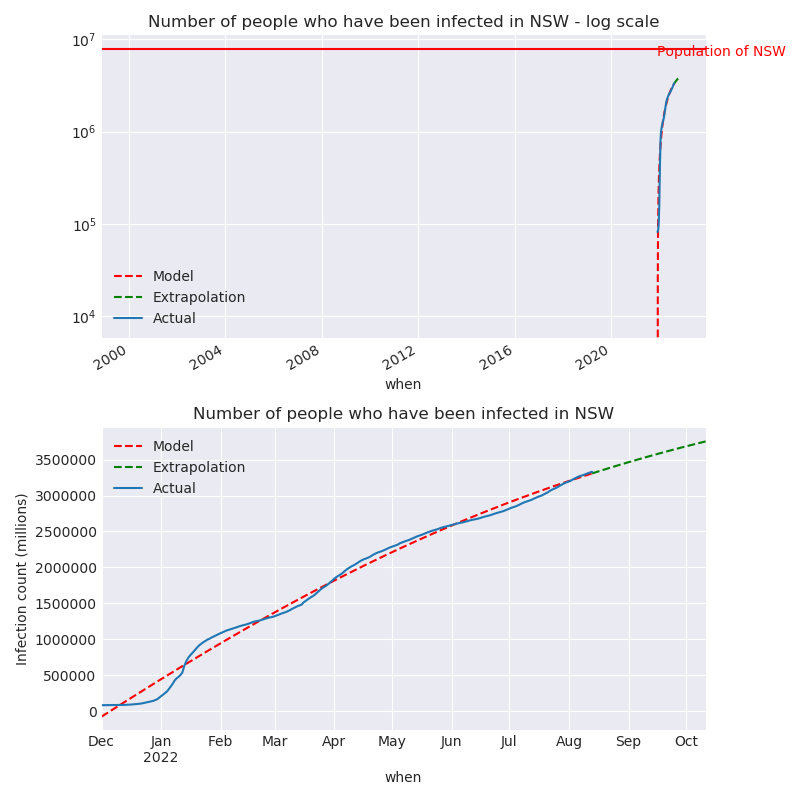 Number of people who have been infected in NSW - log scale
10^7
Population of NSW
10^6
10^5
10^4
Model
Extrapolation
Actual
2000 2004 2008 2012 2016 2020
when
Number of people who have been infected in NSW
Model
Extrapolation
Actual
Infection count (millions)
3500000
3000000
2500000
2000000
1500000
1000000
500000
0
Dec Jan Feb Mar Apr May Jun Jul Aug Sep Oct
2022
when